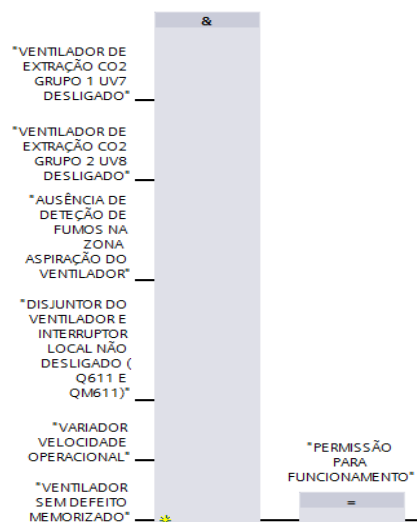 &
"VENTILADOR DE
EXTRAÇÃO CO2
GRUPO 1 UV7
DESLIGADO"
"VENTILADOR DE
EXTRAÇÃO CO2
GRUPO 2 UV8
DESLIGADO"
"AUSÊNCIA DE
DETEÇÃO DE
FUMOS NA
ZONA
ASPIRAÇÃO DO
VENTILADOR"
"DISJUNTOR DO
VENTILADOR E
INTERRUPTOR
LOCAL NÃO
DESLIGADO (
Q611 E
QM611)"
"VARIADOR
VELOCIDADE
OPERACIONAL"
"VENTILADOR
SEM DEFEITO
MEMORIZADO"
"PERMISSÃO
PARA
FUNCIONAMENTO"
=